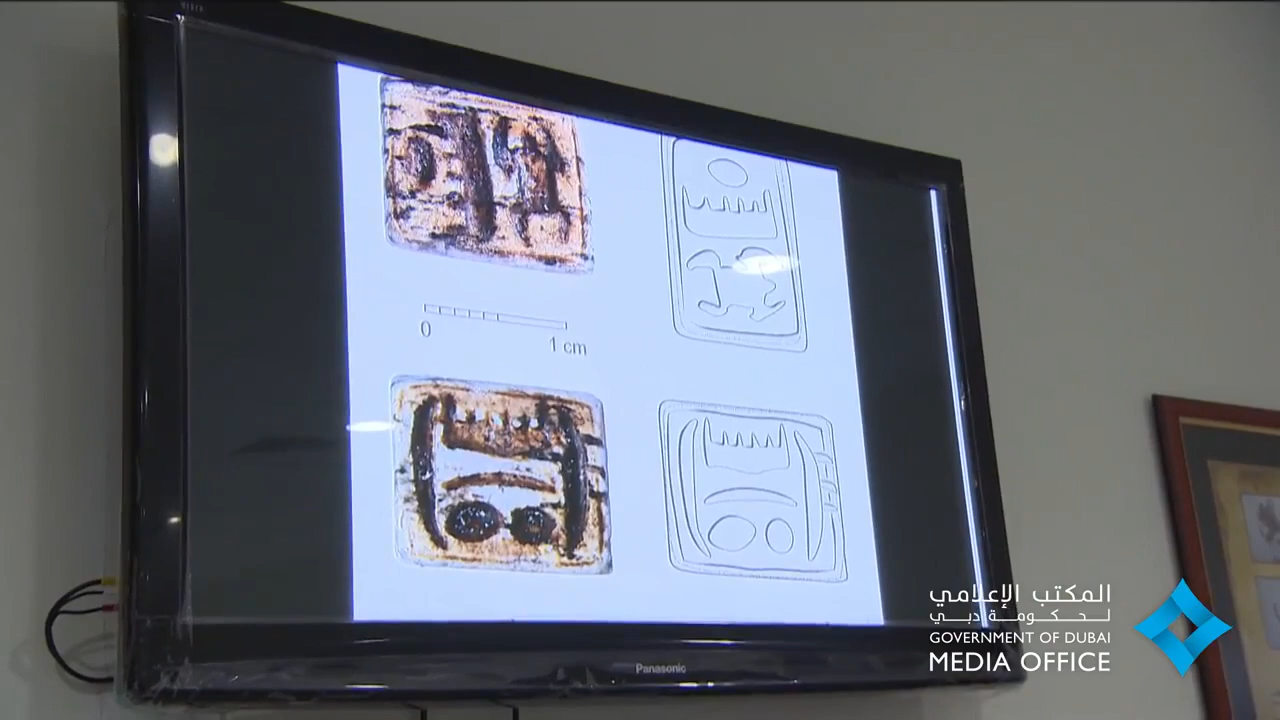 0
1 cm
Panasonic
المكتب الإعلامي
لحكومة دبي
GOVERNMENT OF DUBAI
MEDIA OFFICE